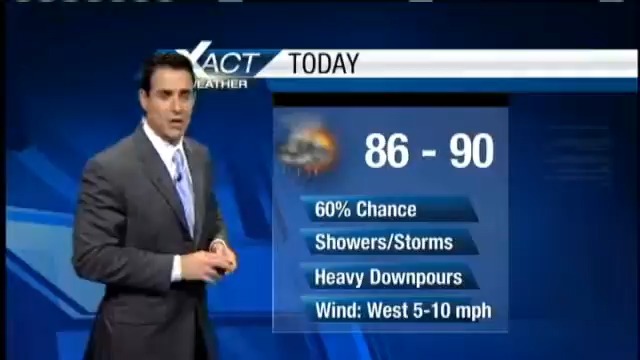 XACT
WEATHER
TODAY
86 - 90
60% Chance
Showers/Storms
Heavy Downpours
Wind: West 5-10 mph